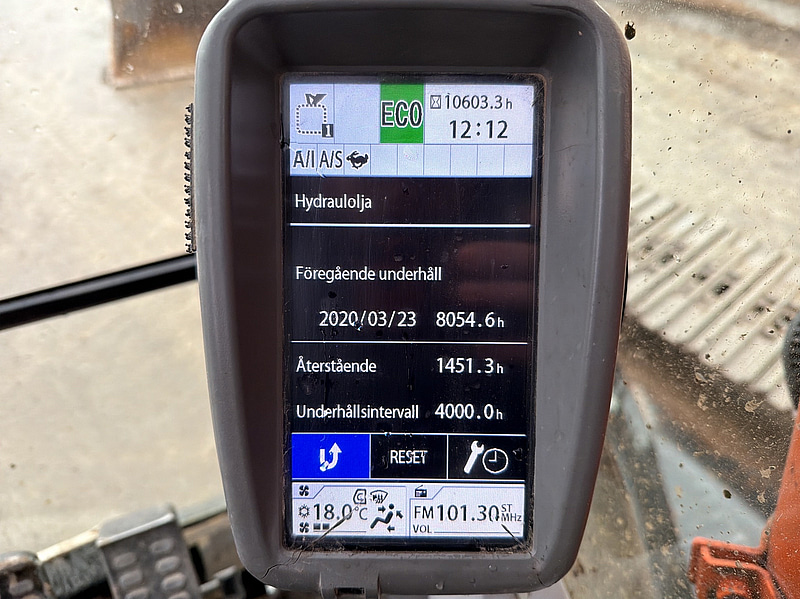 1 ECO 10603.3h
12:12
A/I A/S
Hydraulolja
Föregående underhåll
2020/03/23 8054.6h
Återstående 1451.3h
Underhållsintervall 4000.0h
RESET
18.0°C FM101.30 ST MHz
VOL